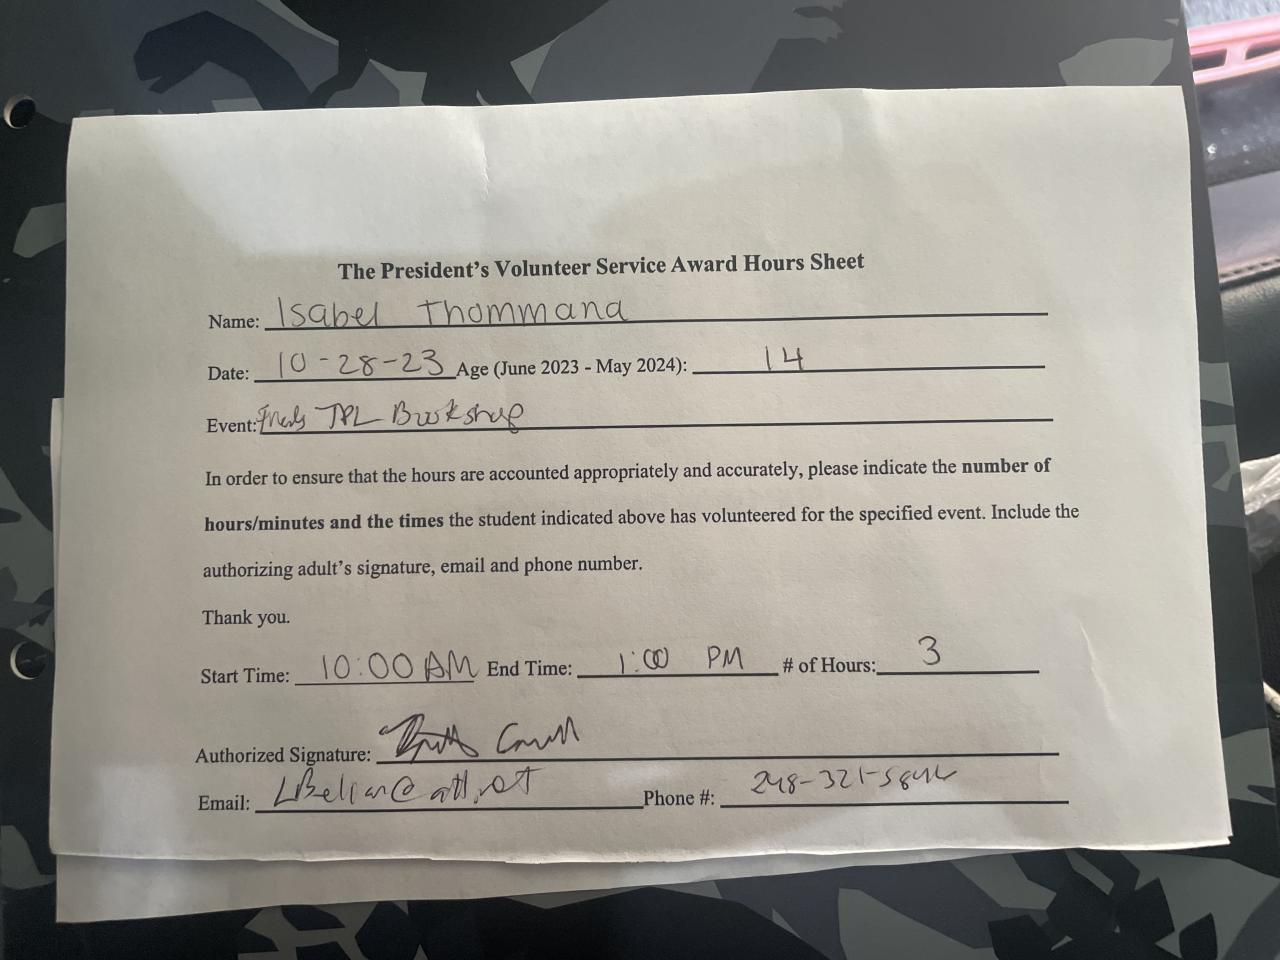 The President's Volunteer Service Award Hours Sheet
Name: Isabel Thommana
Date: 10-28-23 Age (June 2023 - May 2024): 14
Event: TPL Bookshop
In order to ensure that the hours are accounted appropriately and accurately, please indicate the number of
hours/minutes and the times the student indicated above has volunteered for the specified event. Include the
authorizing adult's signature, email and phone number.
Thank you.
Start Time: 10:00 AM End Time: 1:00 PM # of Hours: 3
Authorized Signature:
Email: Phone #: